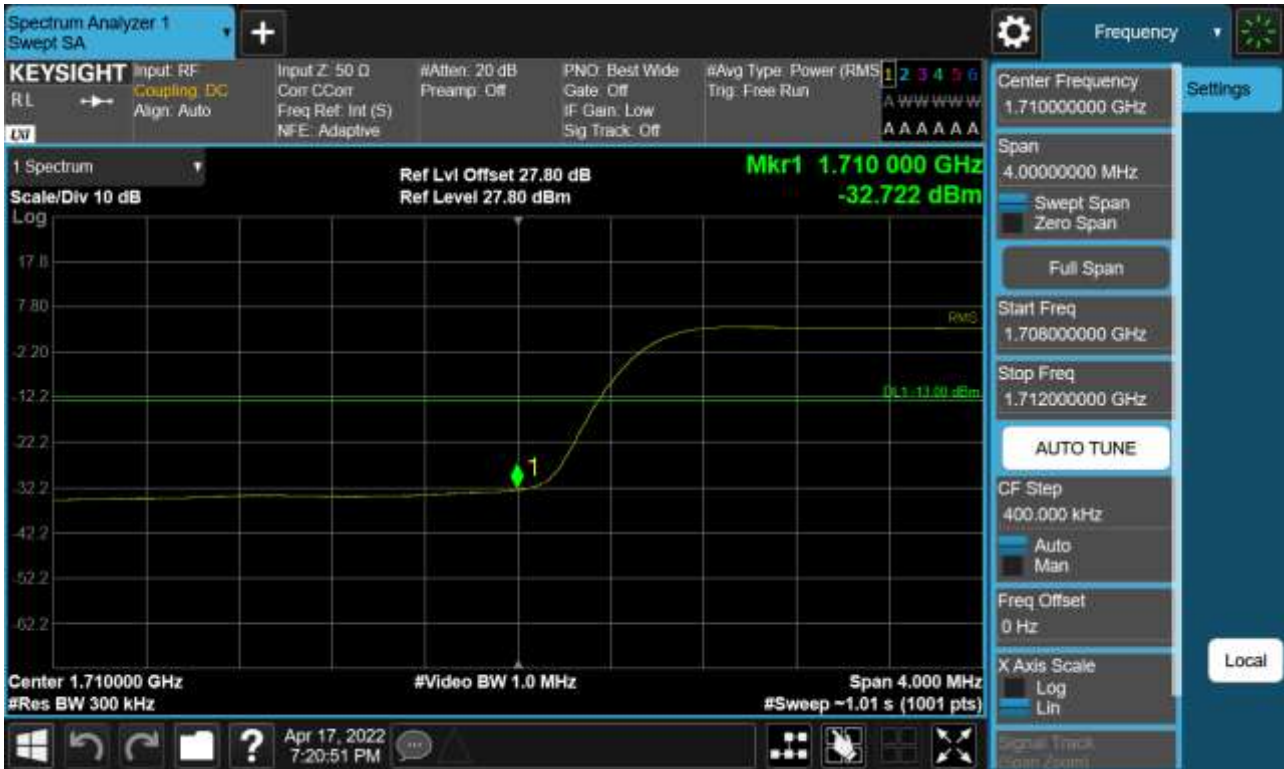 Spectrum Analyzer 1
Swept SA
+
Frequency
KEYSIGHT
RL
LXI
Input: RF
Coupling: DC
Align: Auto
Input Z: 50 Ω
Corr CCorr
Freq Ref: Int (S)
NFE: Adaptive
#Atten: 20 dB
Preamp: Off
PNO: Best Wide
Gate: Off
IF Gain: Low
Sig Track: Off
#Avg Type: Power (RMS
Trig: Free Run
1 2 3 4 5 6
A W W W W W
A A A A A A
1 Spectrum
Scale/Div 10 dB
Log
Ref Lvl Offset 27.80 dB
Ref Level 27.80 dBm
Mkr1 1.710 000 GHz
-32.722 dBm
17.8
7.80
-2.20
-12.2
-22.2
-32.2
-42.2
-52.2
-62.2
RMS
DL1 -13.00 dBm
1
Center 1.710000 GHz
#Res BW 300 kHz
#Video BW 1.0 MHz
Span 4.000 MHz
#Sweep ~1.01 s (1001 pts)
?
Apr 17, 2022
7:20:51 PM
Center Frequency
1.710000000 GHz
Span
4.00000000 MHz
Swept Span
Zero Span
Full Span
Start Freq
1.708000000 GHz
Stop Freq
1.712000000 GHz
AUTO TUNE
CF Step
400.000 kHz
Auto
Man
Freq Offset
0 Hz
X Axis Scale
Log
Lin
Signal Track
(Span Zoom)
Settings
Local